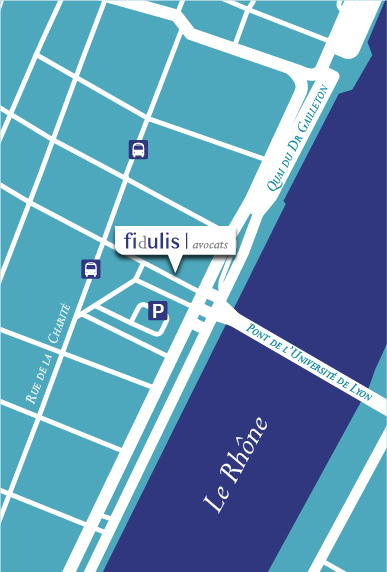 QUAI DU DR GAILLETON
fidulis | avocats
P
RUE DE LA CHARITÉ
PONT DE L'UNIVERSITÉ DE LYON
Le Rhône